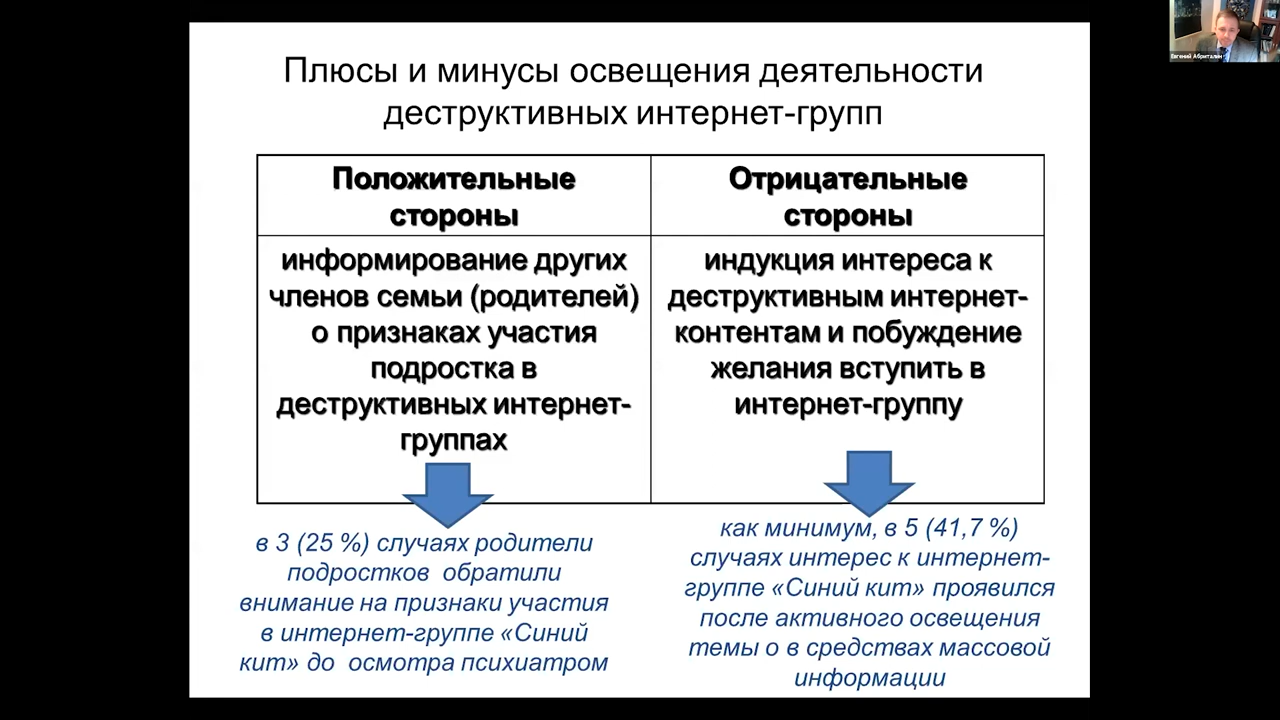 Плюсы и минусы освещения деятельности
деструктивных интернет-групп
Положительные
стороны
Отрицательные
стороны
информирование других
членов семьи (родителей)
о признаках участия
подростка в
деструктивных интернет-
группах
индукция интереса к
деструктивным интернет-
контентам и побуждение
желания вступить в
интернет-группу
в 3 (25 %) случаях родители
подростков обратили
внимание на признаки участия
в интернет-группе «Синий
кит» до осмотра психиатром
как минимум, в 5 (41,7 %)
случаях интерес к интернет-
группе «Синий кит» проявился
после активного освещения
темы о в средствах массовой
информации
Евгений Абриталин